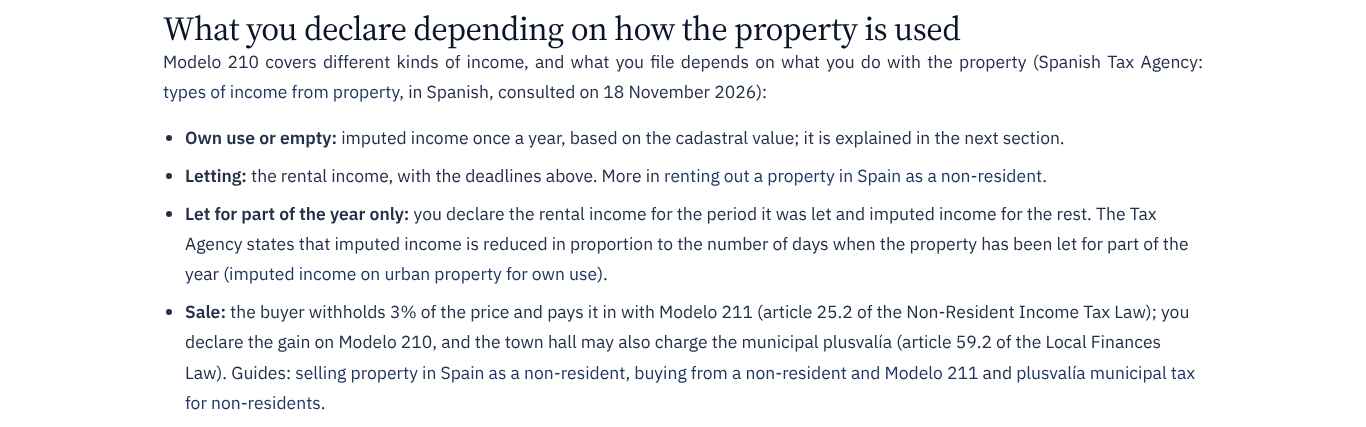 What you declare depending on how the property is used
Modelo 210 covers different kinds of income, and what you file depends on what you do with the property (Spanish Tax Agency:
types of income from property, in Spanish, consulted on 18 November 2026):
• Own use or empty: imputed income once a year, based on the cadastral value; it is explained in the next section.
• Letting: the rental income, with the deadlines above. More in renting out a property in Spain as a non-resident.
• Let for part of the year only: you declare the rental income for the period it was let and imputed income for the rest. The Tax
Agency states that imputed income is reduced in proportion to the number of days when the property has been let for part of the
year (imputed income on urban property for own use).
• Sale: the buyer withholds 3% of the price and pays it in with Modelo 211 (article 25.2 of the Non-Resident Income Tax Law); you
declare the gain on Modelo 210, and the town hall may also charge the municipal plusvalía (article 59.2 of the Local Finances
Law). Guides: selling property in Spain as a non-resident, buying from a non-resident and Modelo 211 and plusvalía municipal tax
for non-residents.